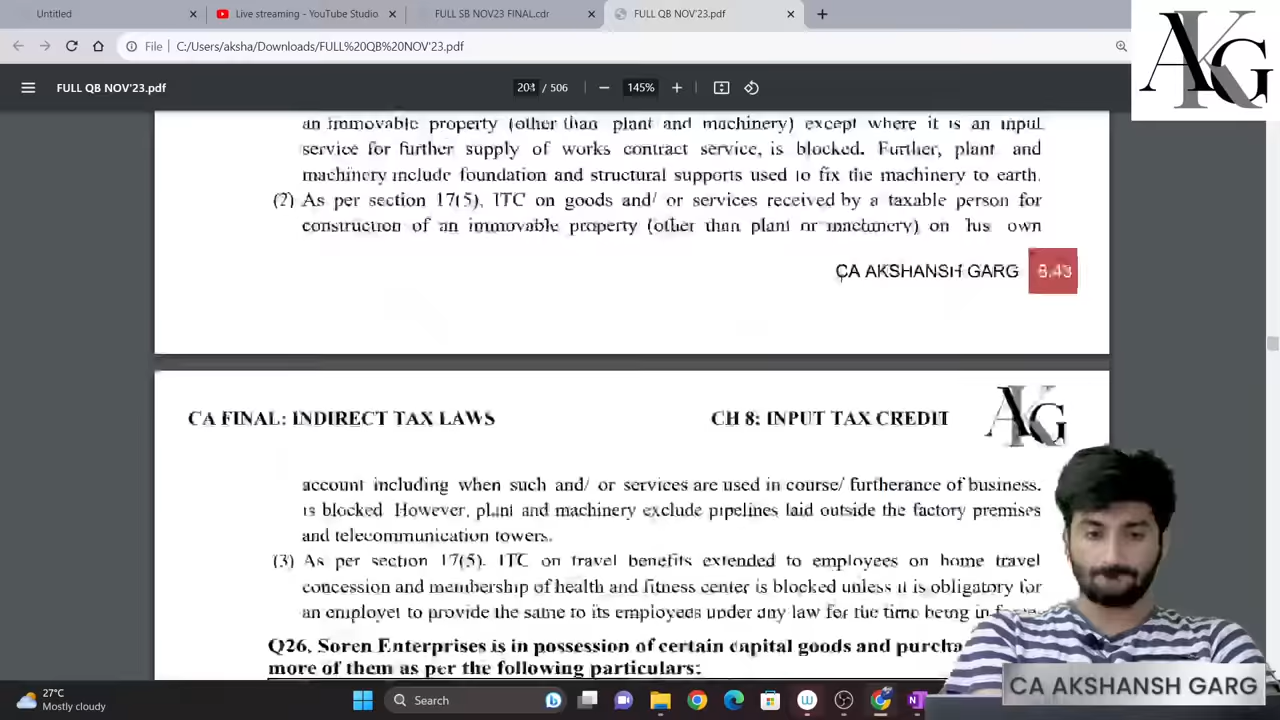 Untitled
Live streaming - YouTube Studio
FULL SB NOV23 FINAL.cdr
FULL QB NOV'23.pdf
File
C:/Users/aksha/Downloads/FULL%20QB%20NOV'23.pdf
AKG
FULL QB NOV'23.pdf
204 / 506
145%
an immovable property (other than plant and machinery) except where it is an input
service for further supply of works contract service, is blocked. Further, plant and
machinery include foundation and structural supports used to fix the machinery to earth.
(2) As per section 17(5), ITC on goods and/ or services received by a taxable person for
construction of an immovable property (other than plant or machinery) on his own
CA AKSHANSH GARG 8.43
CA FINAL: INDIRECT TAX LAWS
CH 8: INPUT TAX CREDIT
AKG
account including when such and/ or services are used in course/ furtherance of business,
is blocked. However, plant and machinery exclude pipelines laid outside the factory premises
and telecommunication towers.
(3) As per section 17(5), ITC on travel benefits extended to employees on home travel
concession and membership of health and fitness center is blocked unless it is obligatory for
an employer to provide the same to its employees under any law for the time being in
Q26. Soren Enterprises is in possession of certain capital goods and
more of them as per the following particulars:
CA AKSHANSH GARG
27°C
Mostly cloudy
Search